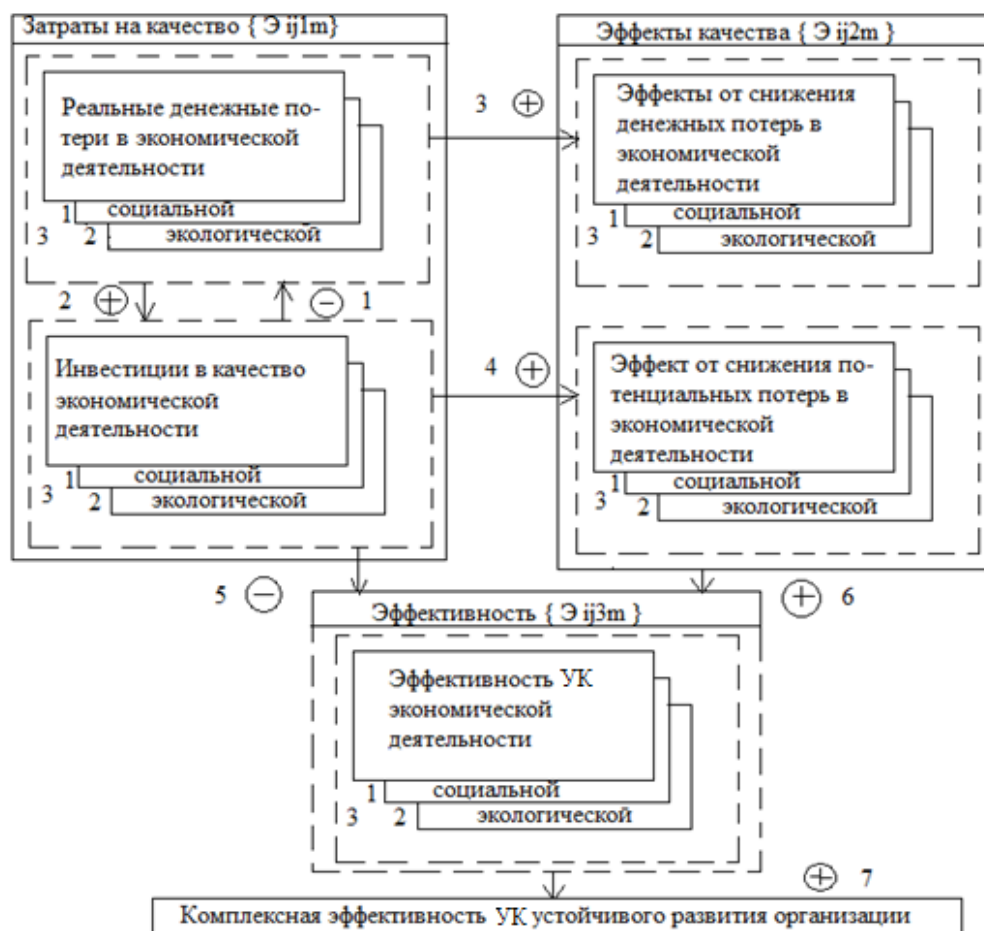 Затраты на качество { Э ij1m}
Реальные денежные по-
тери в экономической
деятельности
1 социальной
3 2 экологической
2 + − 1
Инвестиции в качество
экономической
деятельности
1 социальной
3 2 экологической
3 +
4 +
Эффекты качества { Э ij2m }
Эффекты от снижения
денежных потерь в
экономической
деятельности
1 социальной
3 2 экологической
Эффект от снижения по-
тенциальных потерь в
экономической
деятельности
1 социальной
3 2 экологической
5 −
+ 6
Эффективность { Э ij3m }
Эффективность УК
экономической
деятельности
1 социальной
3 2 экологической
+ 7
Комплексная эффективность УК устойчивого развития организации